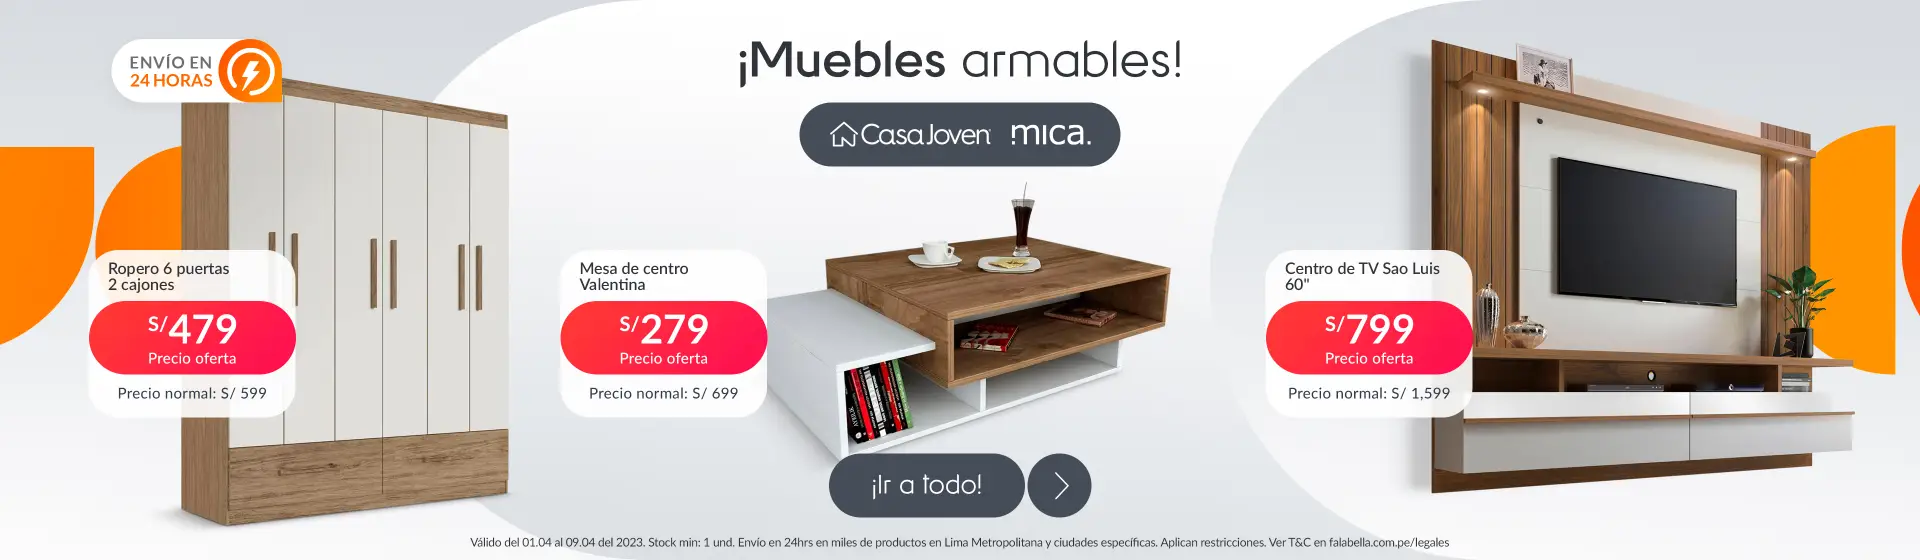 ENVÍO EN
24 HORAS
¡Muebles armables!
CasaJoven mica.
Ropero 6 puertas
2 cajones
S/479
Precio oferta
Precio normal: S/ 599
Mesa de centro
Valentina
S/279
Precio oferta
Precio normal: S/ 699
Centro de TV Sao Luis
60"
S/799
Precio oferta
Precio normal: S/ 1,599
¡Ir a todo!
Válido del 01.04 al 09.04 del 2023. Stock min: 1 und. Envío en 24hrs en miles de productos en Lima Metropolitana y ciudades específicas. Aplican restricciones. Ver T&C en falabella.com.pe/legales